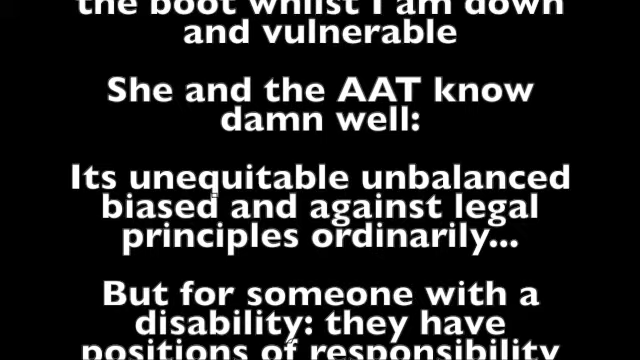 the boot whilst I am down
and vulnerable
She and the AAT know
damn well:
Its unequitable unbalanced
biased and against legal
principles ordinarily...
But for someone with a
disability: they have
positions of responsibility